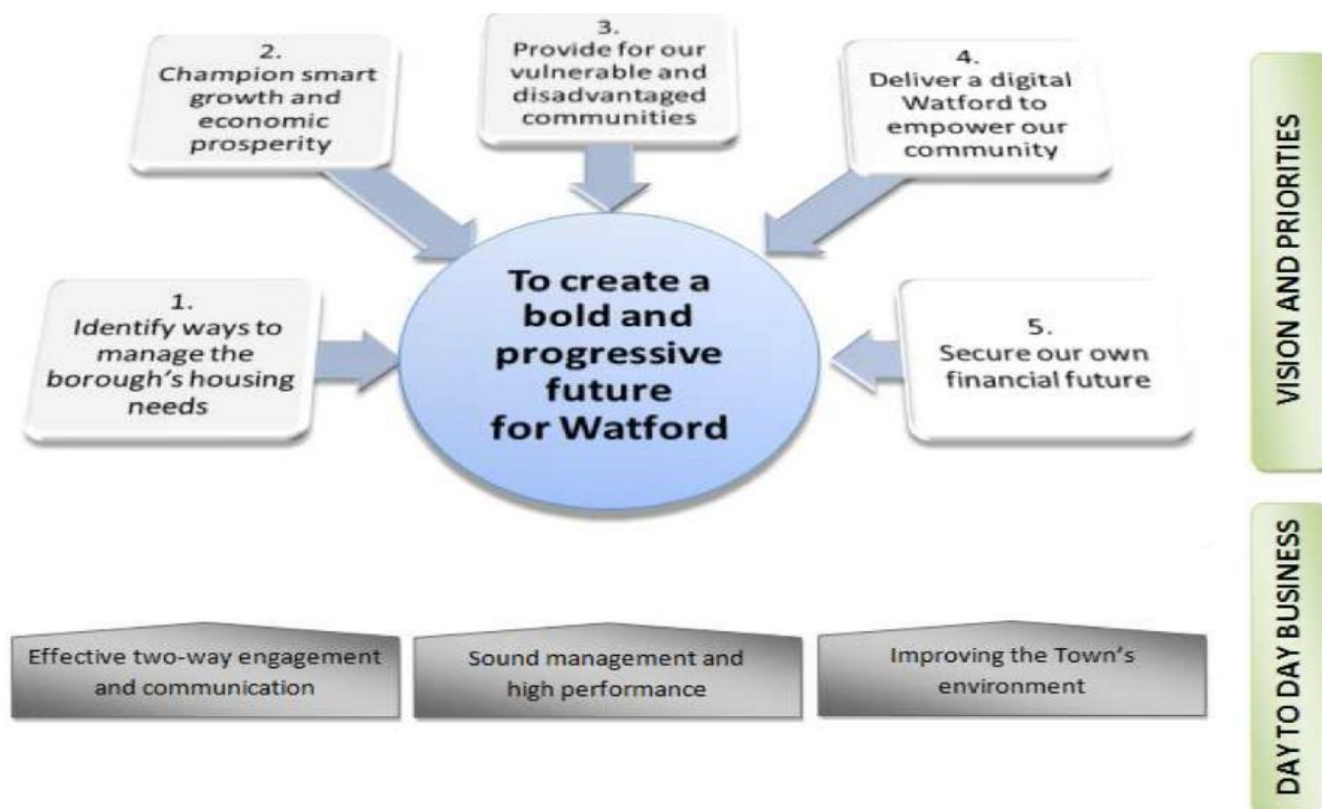 1.
Identify ways to
manage the
borough's housing
needs
2.
Champion smart
growth and
economic
prosperity
3.
Provide for our
vulnerable and
disadvantaged
communities
4.
Deliver a digital
Watford to
empower our
community
5.
Secure our own
financial future
To create a
bold and
progressive
future
for Watford
VISION AND PRIORITIES
Effective two-way engagement
and communication
Sound management and
high performance
Improving the Town's
environment
DAY TO DAY BUSINESS